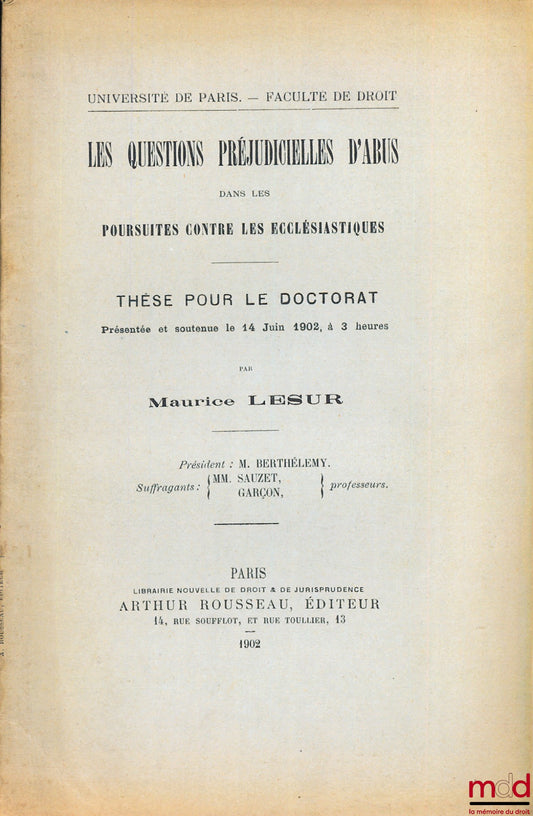 UNIVERSITÉ DE PARIS. — FACULTE DE DROIT
LES QUESTIONS PRÉJUDICIELLES D'ABUS
DANS LES
POURSUITES CONTRE LES ECCLÉSIASTIQUES
THÈSE POUR LE DOCTORAT
Présentée et soutenue le 14 Juin 1902, à 3 heures
PAR
Maurice LESUR
Président : M. BERTHÉLEMY.
Suffragants : { MM. SAUZET, } professeurs.
GARÇON,
PARIS
LIBRAIRIE NOUVELLE DE DROIT & DE JURISPRUDENCE
ARTHUR ROUSSEAU, ÉDITEUR
14, RUE SOUFFLOT, ET RUE TOULLIER, 13
1902
A. ROUSSEAU, ÉDITEUR
mdd
la mémoire du droit